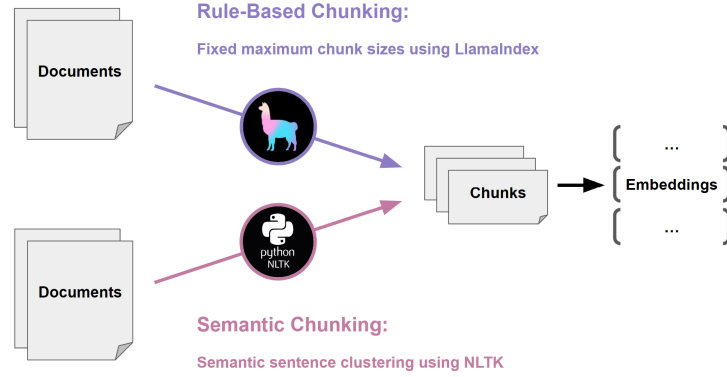 Rule-Based Chunking:
Fixed maximum chunk sizes using LlamaIndex
Documents
...
Chunks
Embeddings
...
python
NLTK
Documents
Semantic Chunking:
Semantic sentence clustering using NLTK